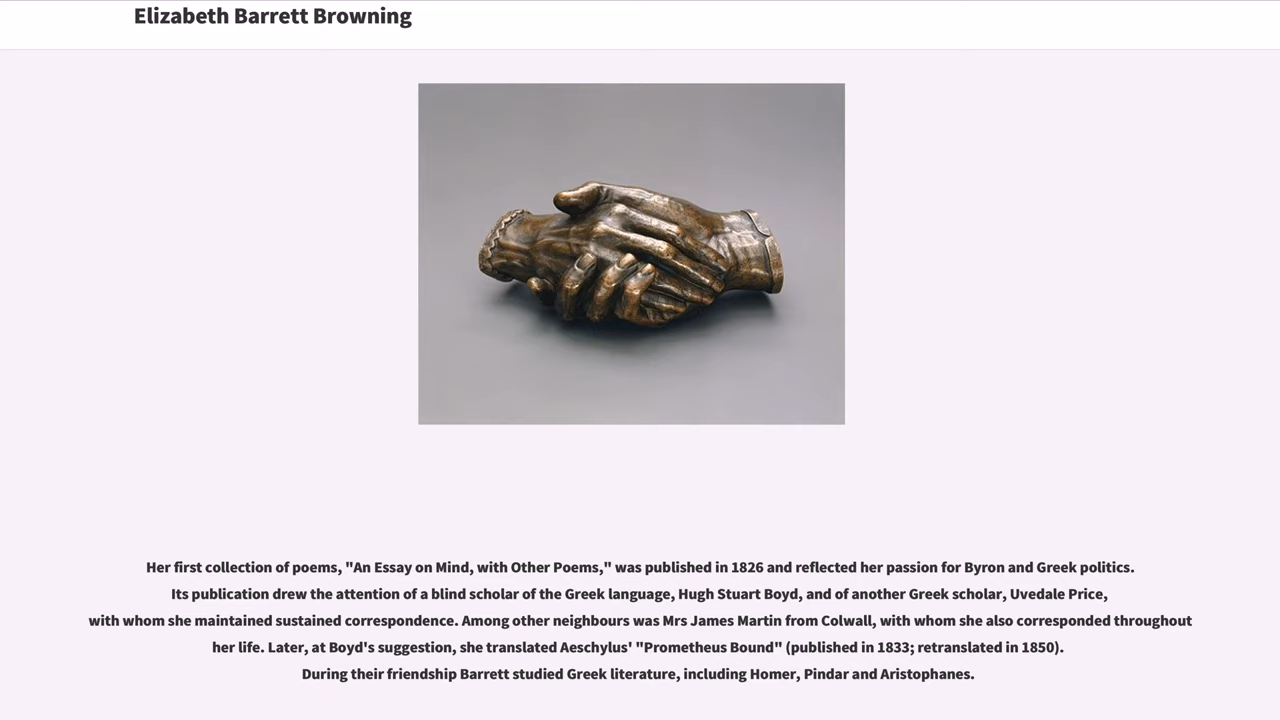 Elizabeth Barrett Browning
Her first collection of poems, "An Essay on Mind, with Other Poems," was published in 1826 and reflected her passion for Byron and Greek politics.
Its publication drew the attention of a blind scholar of the Greek language, Hugh Stuart Boyd, and of another Greek scholar, Uvedale Price,
with whom she maintained sustained correspondence. Among other neighbours was Mrs James Martin from Colwall, with whom she also corresponded throughout
her life. Later, at Boyd's suggestion, she translated Aeschylus' "Prometheus Bound" (published in 1833; retranslated in 1850).
During their friendship Barrett studied Greek literature, including Homer, Pindar and Aristophanes.